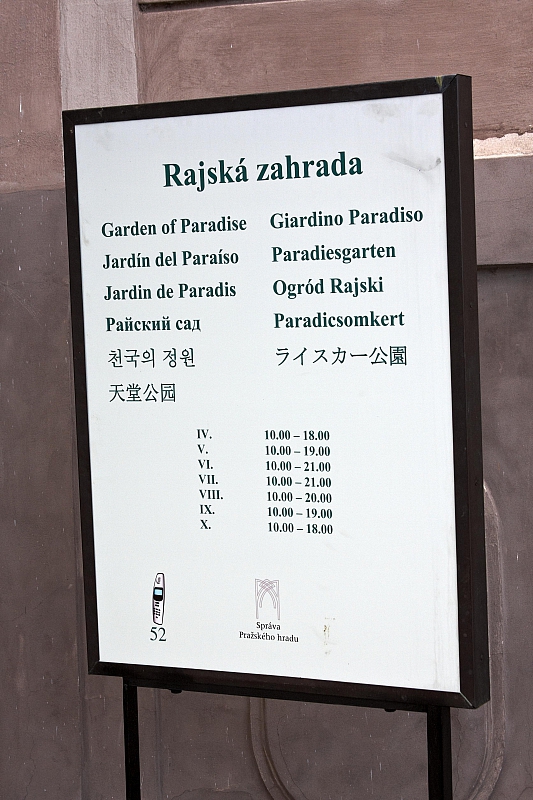 Rajská zahrada
Garden of Paradise
Jardín del Paraíso
Jardin de Paradis
Райский сад
천국의 정원
天堂公园
Giardino Paradiso
Paradiesgarten
Ogród Rajski
Paradicsomkert
ライスカー公園
IV. 10.00 – 18.00
V. 10.00 – 19.00
VI. 10.00 – 21.00
VII. 10.00 – 21.00
VIII. 10.00 – 20.00
IX. 10.00 – 19.00
X. 10.00 – 18.00
52
Správa
Pražského hradu